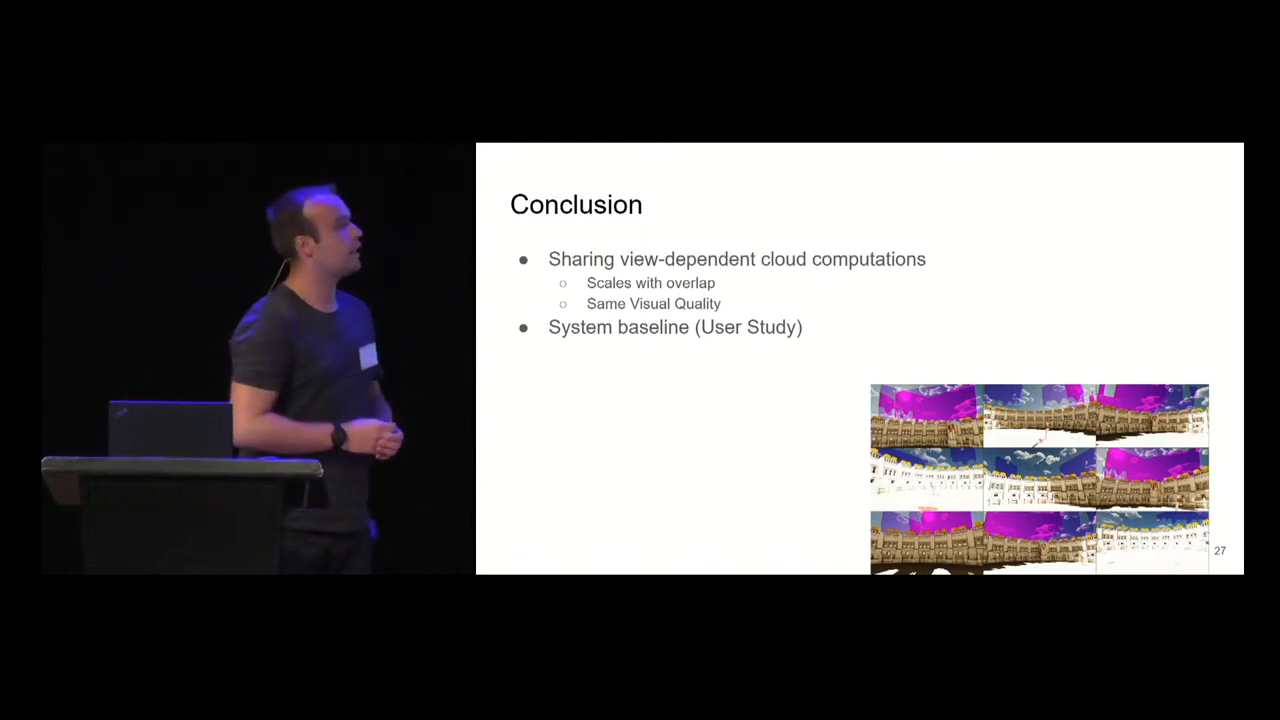 Conclusion
● Sharing view-dependent cloud computations
○ Scales with overlap
○ Same Visual Quality
● System baseline (User Study)
27